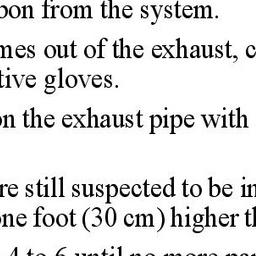 bon from the system.
mes out of the exhaust, c
tive gloves.
on the exhaust pipe with
re still suspected to be in
one foot (30 cm) higher th
4 to 6 until no more par